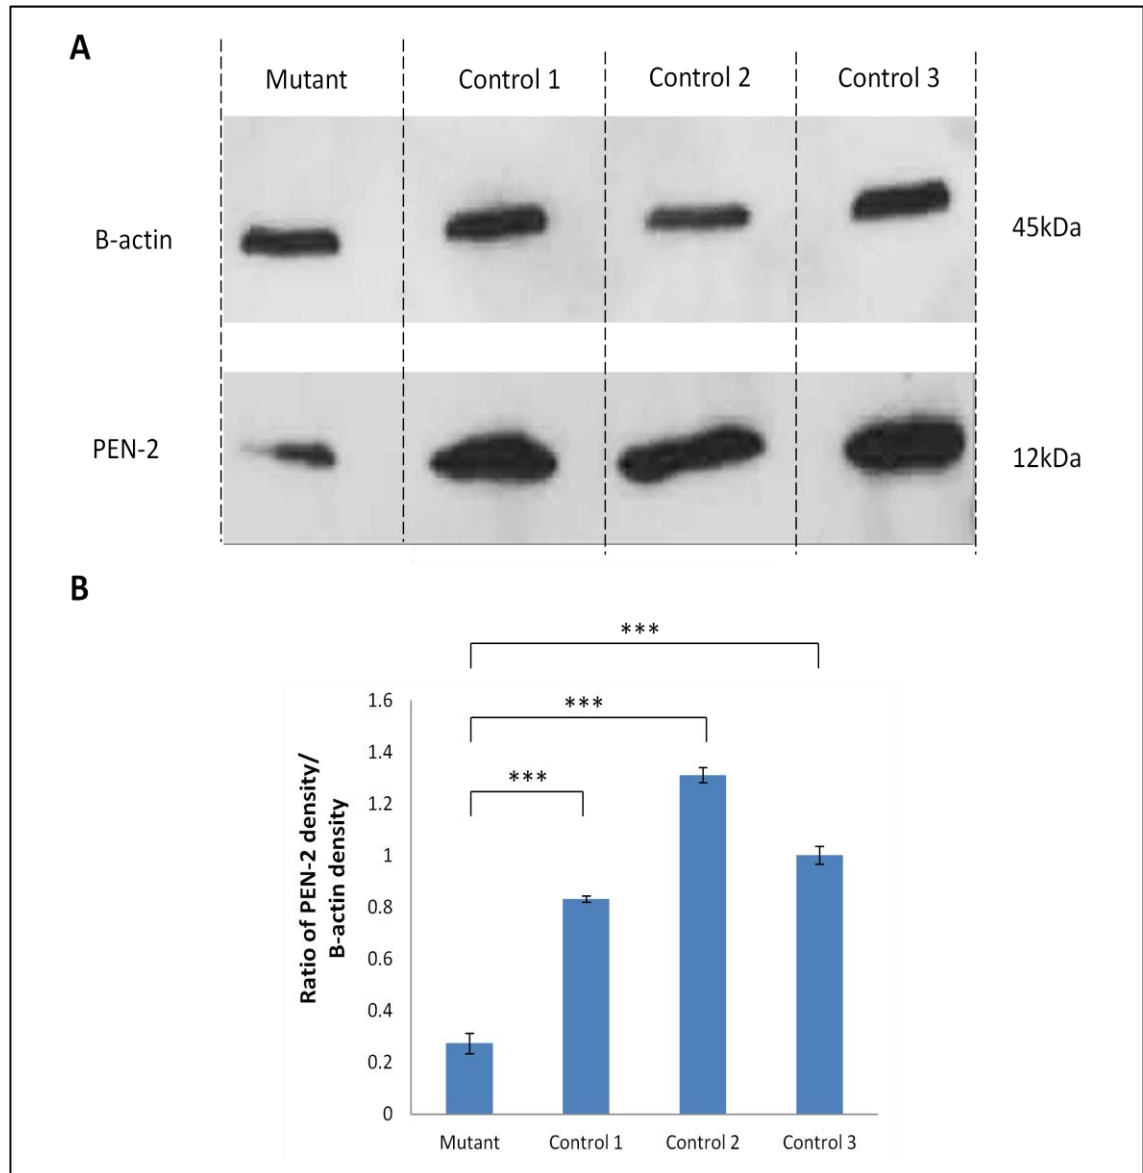 A
Mutant Control 1 Control 2 Control 3
B-actin 45kDa
PEN-2 12kDa
B
***
***
***
1.6
1.4
1.2
1
0.8
0.6
0.4
0.2
0
Ratio of PEN-2 density/
B-actin density
Mutant Control 1 Control 2 Control 3